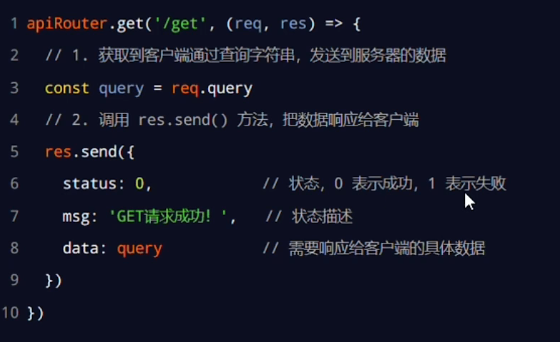 1 apiRouter.get('/get', (req, res) => {
2 // 1. 获取到客户端通过查询字符串，发送到服务器的数据
3 const query = req.query
4 // 2. 调用 res.send() 方法，把数据响应给客户端
5 res.send({
6 status: 0, // 状态，0 表示成功，1 表示失败
7 msg: 'GET请求成功！', // 状态描述
8 data: query // 需要响应给客户端的具体数据
9 })
10 })